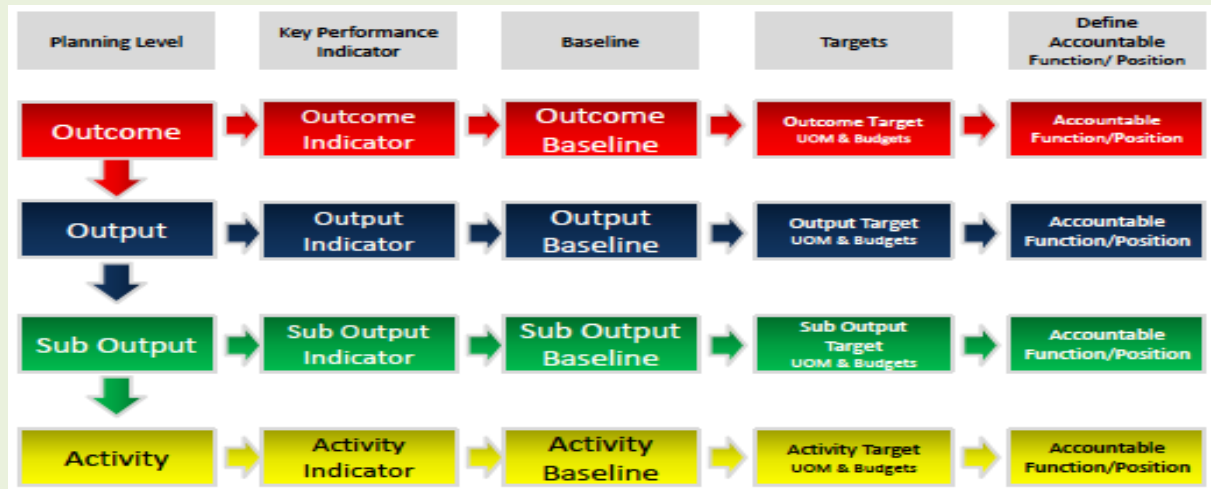 Planning Level
Key Performance
Indicator
Baseline
Targets
Define
Accountable
Function/ Position
Outcome
Outcome
Indicator
Outcome
Baseline
Outcome Target
UOM & Budgets
Accountable
Function/Position
Output
Output
Indicator
Output
Baseline
Output Target
UOM & Budgets
Accountable
Function/Position
Sub Output
Sub Output
Indicator
Sub Output
Baseline
Sub Output
Target
UOM & Budgets
Accountable
Function/Position
Activity
Activity
Indicator
Activity
Baseline
Activity Target
UOM & Budgets
Accountable
Function/Position